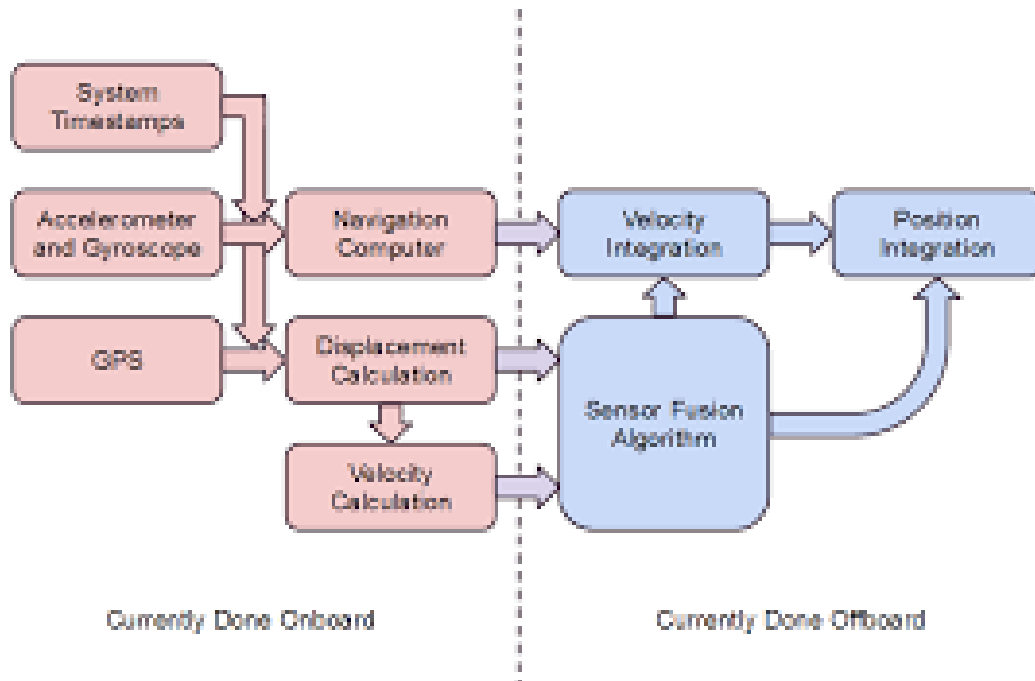 System
Timestamps
Accelerometer
and Gyroscope
Navigation
Computer
Velocity
Integration
Position
Integration
GPS
Displacement
Calculation
Sensor Fusion
Algorithm
Velocity
Calculation
Currently Done Onboard
Currently Done Offboard